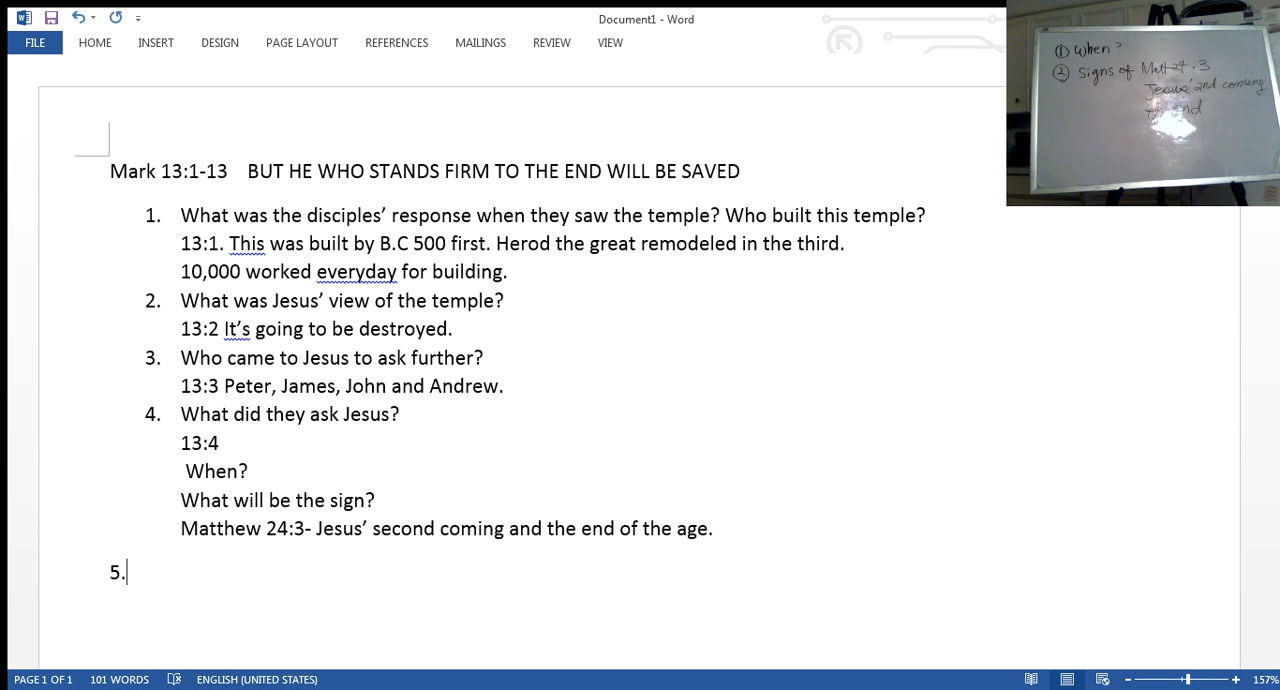 Document1 - Word
FILE HOME INSERT DESIGN PAGE LAYOUT REFERENCES MAILINGS REVIEW VIEW
① When?
② Signs of Matt 24:3
Jesus' 2nd coming
end
Mark 13:1-13 BUT HE WHO STANDS FIRM TO THE END WILL BE SAVED
1. What was the disciples’ response when they saw the temple? Who built this temple?
13:1. This was built by B.C 500 first. Herod the great remodeled in the third.
10,000 worked everyday for building.
2. What was Jesus’ view of the temple?
13:2 It’s going to be destroyed.
3. Who came to Jesus to ask further?
13:3 Peter, James, John and Andrew.
4. What did they ask Jesus?
13:4
When?
What will be the sign?
Matthew 24:3- Jesus’ second coming and the end of the age.
5.
PAGE 1 OF 1 101 WORDS ENGLISH (UNITED STATES) 157%